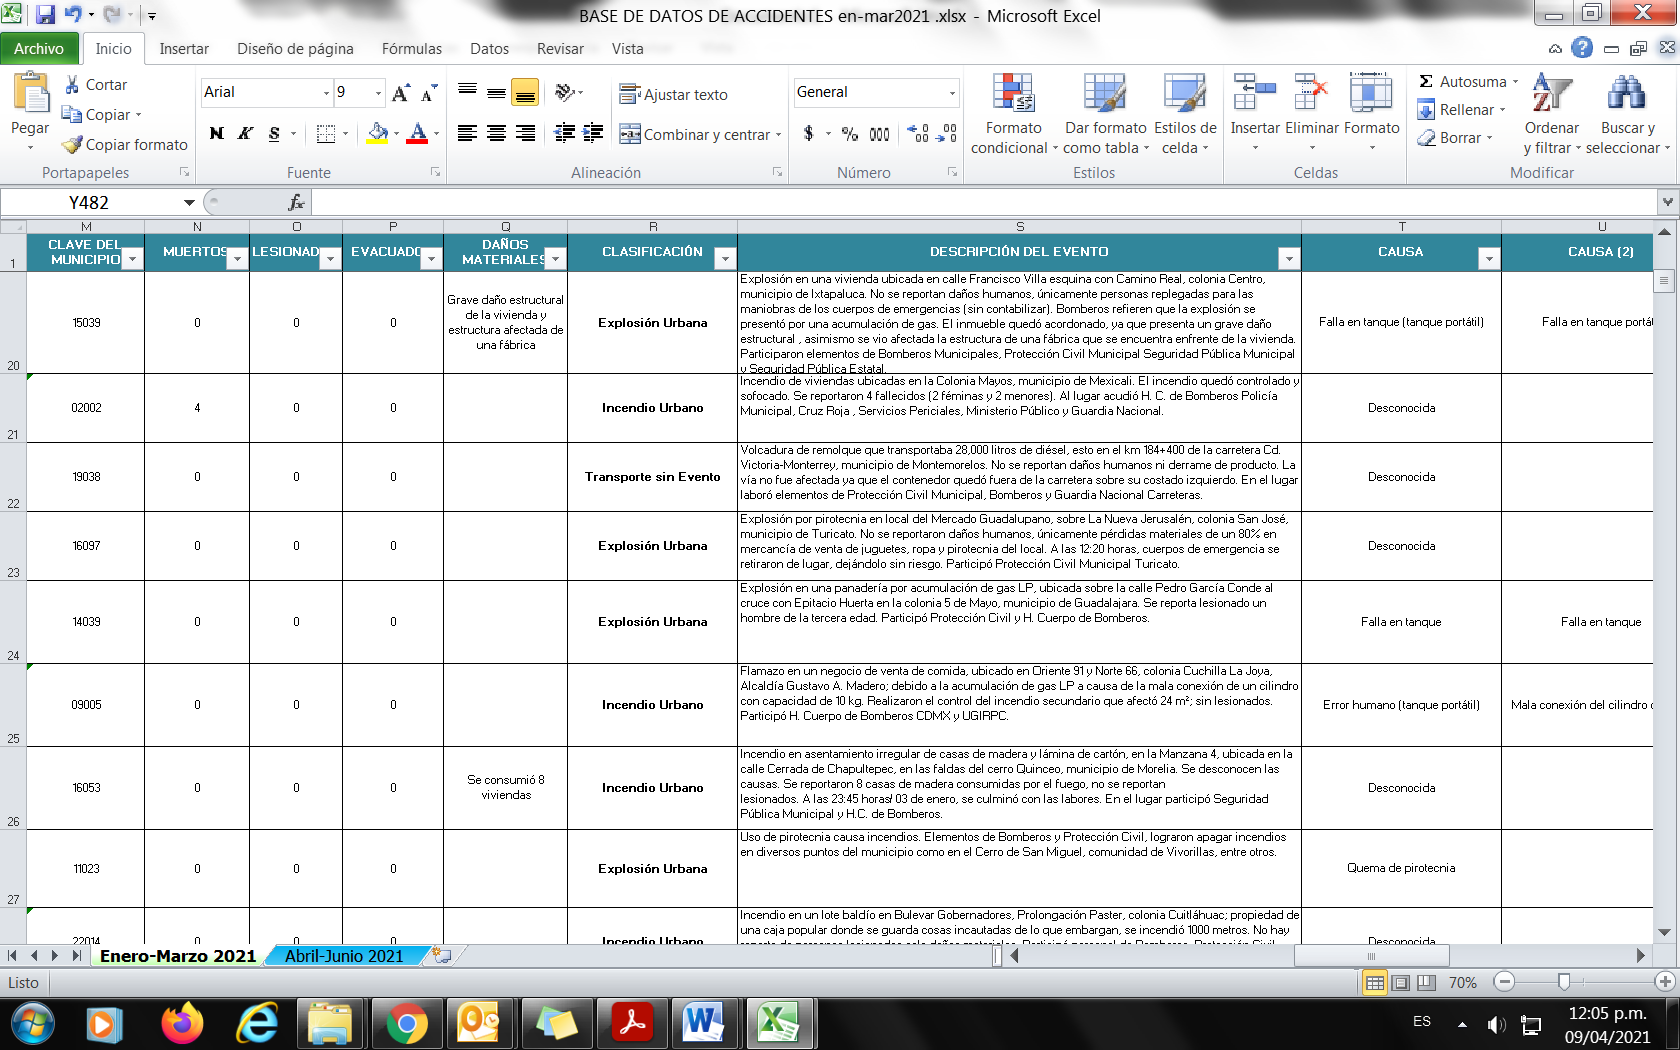 BASE DE DATOS DE ACCIDENTES en-mar2021 .xlsx - Microsoft Excel
Archivo Inicio Insertar Diseño de página Fórmulas Datos Revisar Vista
Pegar
Cortar
Copiar
Copiar formato
Portapapeles
Arial 9
N K S
Fuente
Ajustar texto
Combinar y centrar
Alineación
General
$ % 000
Número
Formato condicional
Dar formato como tabla
Estilos de celda
Estilos
Insertar Eliminar Formato
Celdas
Autosuma
Rellenar
Borrar
Ordenar y filtrar
Buscar y seleccionar
Modificar
Y482
fx
M N O P Q R S T U
1
CLAVE DEL MUNICIPIO
MUERTOS
LESIONAD
EVACUADO
DAÑOS MATERIALES
CLASIFICACIÓN
DESCRIPCIÓN DEL EVENTO
CAUSA
CAUSA (2)
20
15039
0
0
0
Grave daño estructural
de la vivienda y
estructura afectada de
una fábrica
Explosión Urbana
Explosión en una vivienda ubicada en calle Francisco Villa esquina con Camino Real, colonia Centro,
municipio de Ixtapaluca. No se reportan daños humanos, únicamente personas replegadas para las
maniobras de los cuerpos de emergencias (sin contabilizar). Bomberos refieren que la explosión se
presentó por una acumulación de gas. El inmueble quedó acordonado, ya que presenta un grave daño
estructural , asimismo se vio afectada la estructura de una fábrica que se encuentra enfrente de la vivienda.
Participaron elementos de Bomberos Municipales, Protección Civil Municipal Seguridad Pública Municipal
y Seguridad Pública Estatal.
Falla en tanque (tanque portátil)
Falla en tanque portá
21
02002
4
0
0
Incendio Urbano
Incendio de viviendas ubicadas en la Colonia Mayos, municipio de Mexicali. El incendio quedó controlado y
sofocado. Se reportaron 4 fallecidos (2 féminas y 2 menores). Al lugar acudió H. C. de Bomberos Policía
Municipal, Cruz Roja , Servicios Periciales, Ministerio Público y Guardia Nacional.
Desconocida
22
19038
0
0
0
Transporte sin Evento
Volcadura de remolque que transportaba 28,000 litros de diésel, esto en el km 184+400 de la carretera Cd.
Victoria-Monterrey, municipio de Montemorelos. No se reportan daños humanos ni derrame de producto. La
vía no fue afectada ya que el contenedor quedó fuera de la carretera sobre su costado izquierdo. En el lugar
laboró elementos de Protección Civil Municipal, Bomberos y Guardia Nacional Carreteras.
Desconocida
23
16097
0
0
0
Explosión Urbana
Explosión por pirotecnia en local del Mercado Guadalupano, sobre La Nueva Jerusalén, colonia San José,
municipio de Turicato. No se reportaron daños humanos, únicamente pérdidas materiales de un 80% en
mercancía de venta de juguetes, ropa y pirotecnia del local. A las 12:20 horas, cuerpos de emergencia se
retiraron de lugar, dejándolo sin riesgo. Participó Protección Civil Municipal Turicato.
Desconocida
24
14039
0
0
0
Explosión Urbana
Explosión en una panadería por acumulación de gas LP, ubicada sobre la calle Pedro García Conde al
cruce con Epitacio Huerta en la colonia 5 de Mayo, municipio de Guadalajara. Se reporta lesionado un
hombre de la tercera edad. Participó Protección Civil y H. Cuerpo de Bomberos.
Falla en tanque
Falla en tanque
25
09005
0
0
0
Incendio Urbano
Flamazo en un negocio de venta de comida, ubicado en Oriente 91 y Norte 66, colonia Cuchilla La Joya,
Alcaldía Gustavo A. Madero; debido a la acumulación de gas LP a causa de la mala conexión de un cilindro
con capacidad de 10 kg. Realizaron el control del incendio secundario que afectó 24 m²; sin lesionados.
Participó H. Cuerpo de Bomberos CDMX y UGIRPC.
Error humano (tanque portátil)
Mala conexión del cilindro
26
16053
0
0
0
Se consumió 8
viviendas
Incendio Urbano
Incendio en asentamiento irregular de casas de madera y lámina de cartón, en la Manzana 4, ubicada en la
calle Cerrada de Chapultepec, en las faldas del cerro Quinceo, municipio de Morelia. Se desconocen las
causas. Se reportaron 8 casas de madera consumidas por el fuego, no se reportan
lesionados. A las 23:45 horas/ 03 de enero, se culminó con las labores. En el lugar participó Seguridad
Pública Municipal y H.C. de Bomberos.
Desconocida
27
11023
0
0
0
Explosión Urbana
Uso de pirotecnia causa incendios. Elementos de Bomberos y Protección Civil, lograron apagar incendios
en diversos puntos del municipio como en el Cerro de San Miguel, comunidad de Vivorillas, entre otros.
Quema de pirotecnia
22014
0
0
0
Incendio Urbano
Incendio en un lote baldío en Bulevar Gobernadores, Prolongación Paster, colonia Cuitláhuac; propiedad de
una caja popular donde se guarda cosas incautadas de lo que embargan, se incendió 1000 metros. No hay
Desconocida
Enero-Marzo 2021 Abril-Junio 2021
Listo
70%
ES
12:05 p.m.
09/04/2021